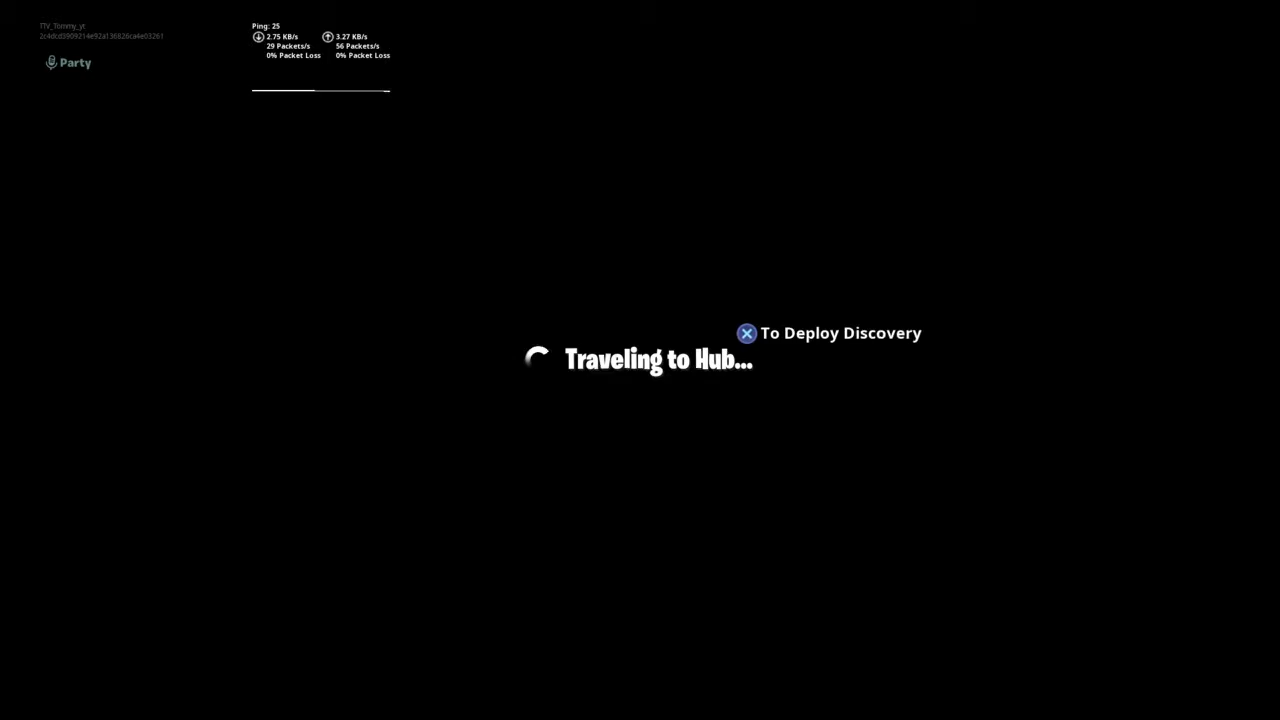 TTV_Tommy_yt
Ping: 25
2.75 KB/s
3.27 KB/s
29 Packets/s
56 Packets/s
0% Packet Loss
0% Packet Loss
Party
To Deploy Discovery
Traveling to Hub...